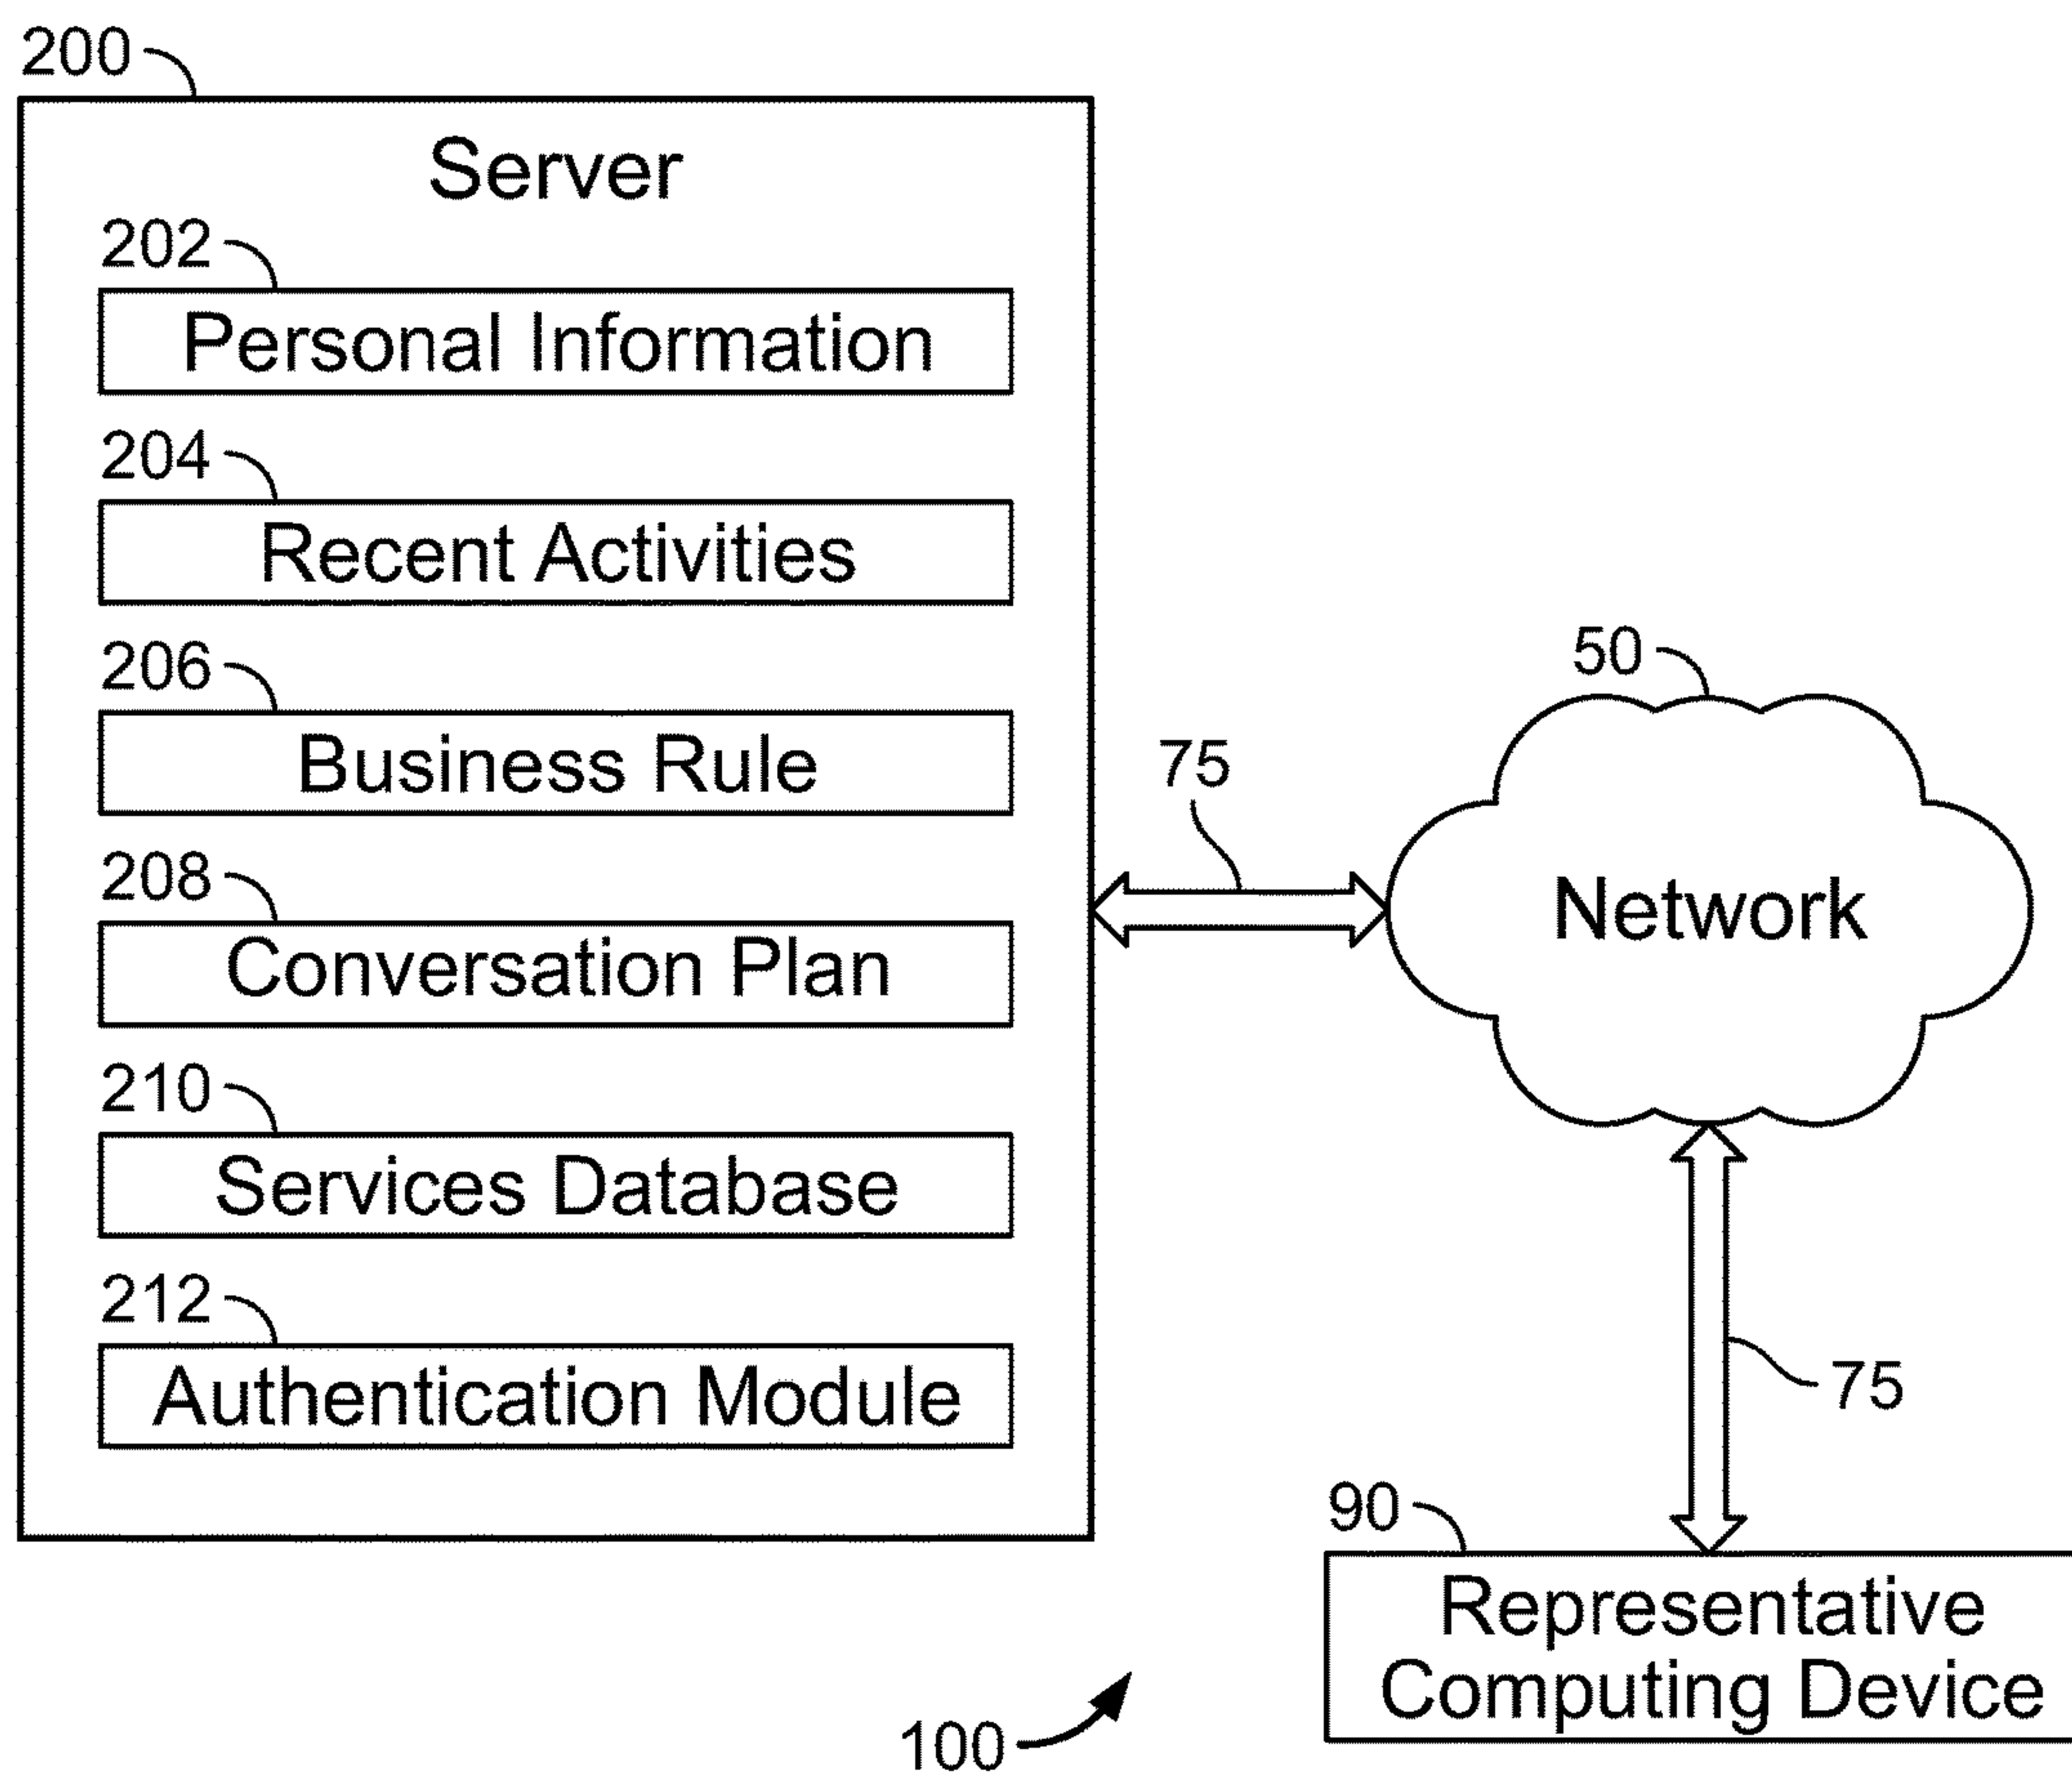 200
Server
202
Personal Information
204
Recent Activities
206
Business Rule
208
Conversation Plan
210
Services Database
212
Authentication Module
75
50
Network
75
90
Representative
Computing Device
100